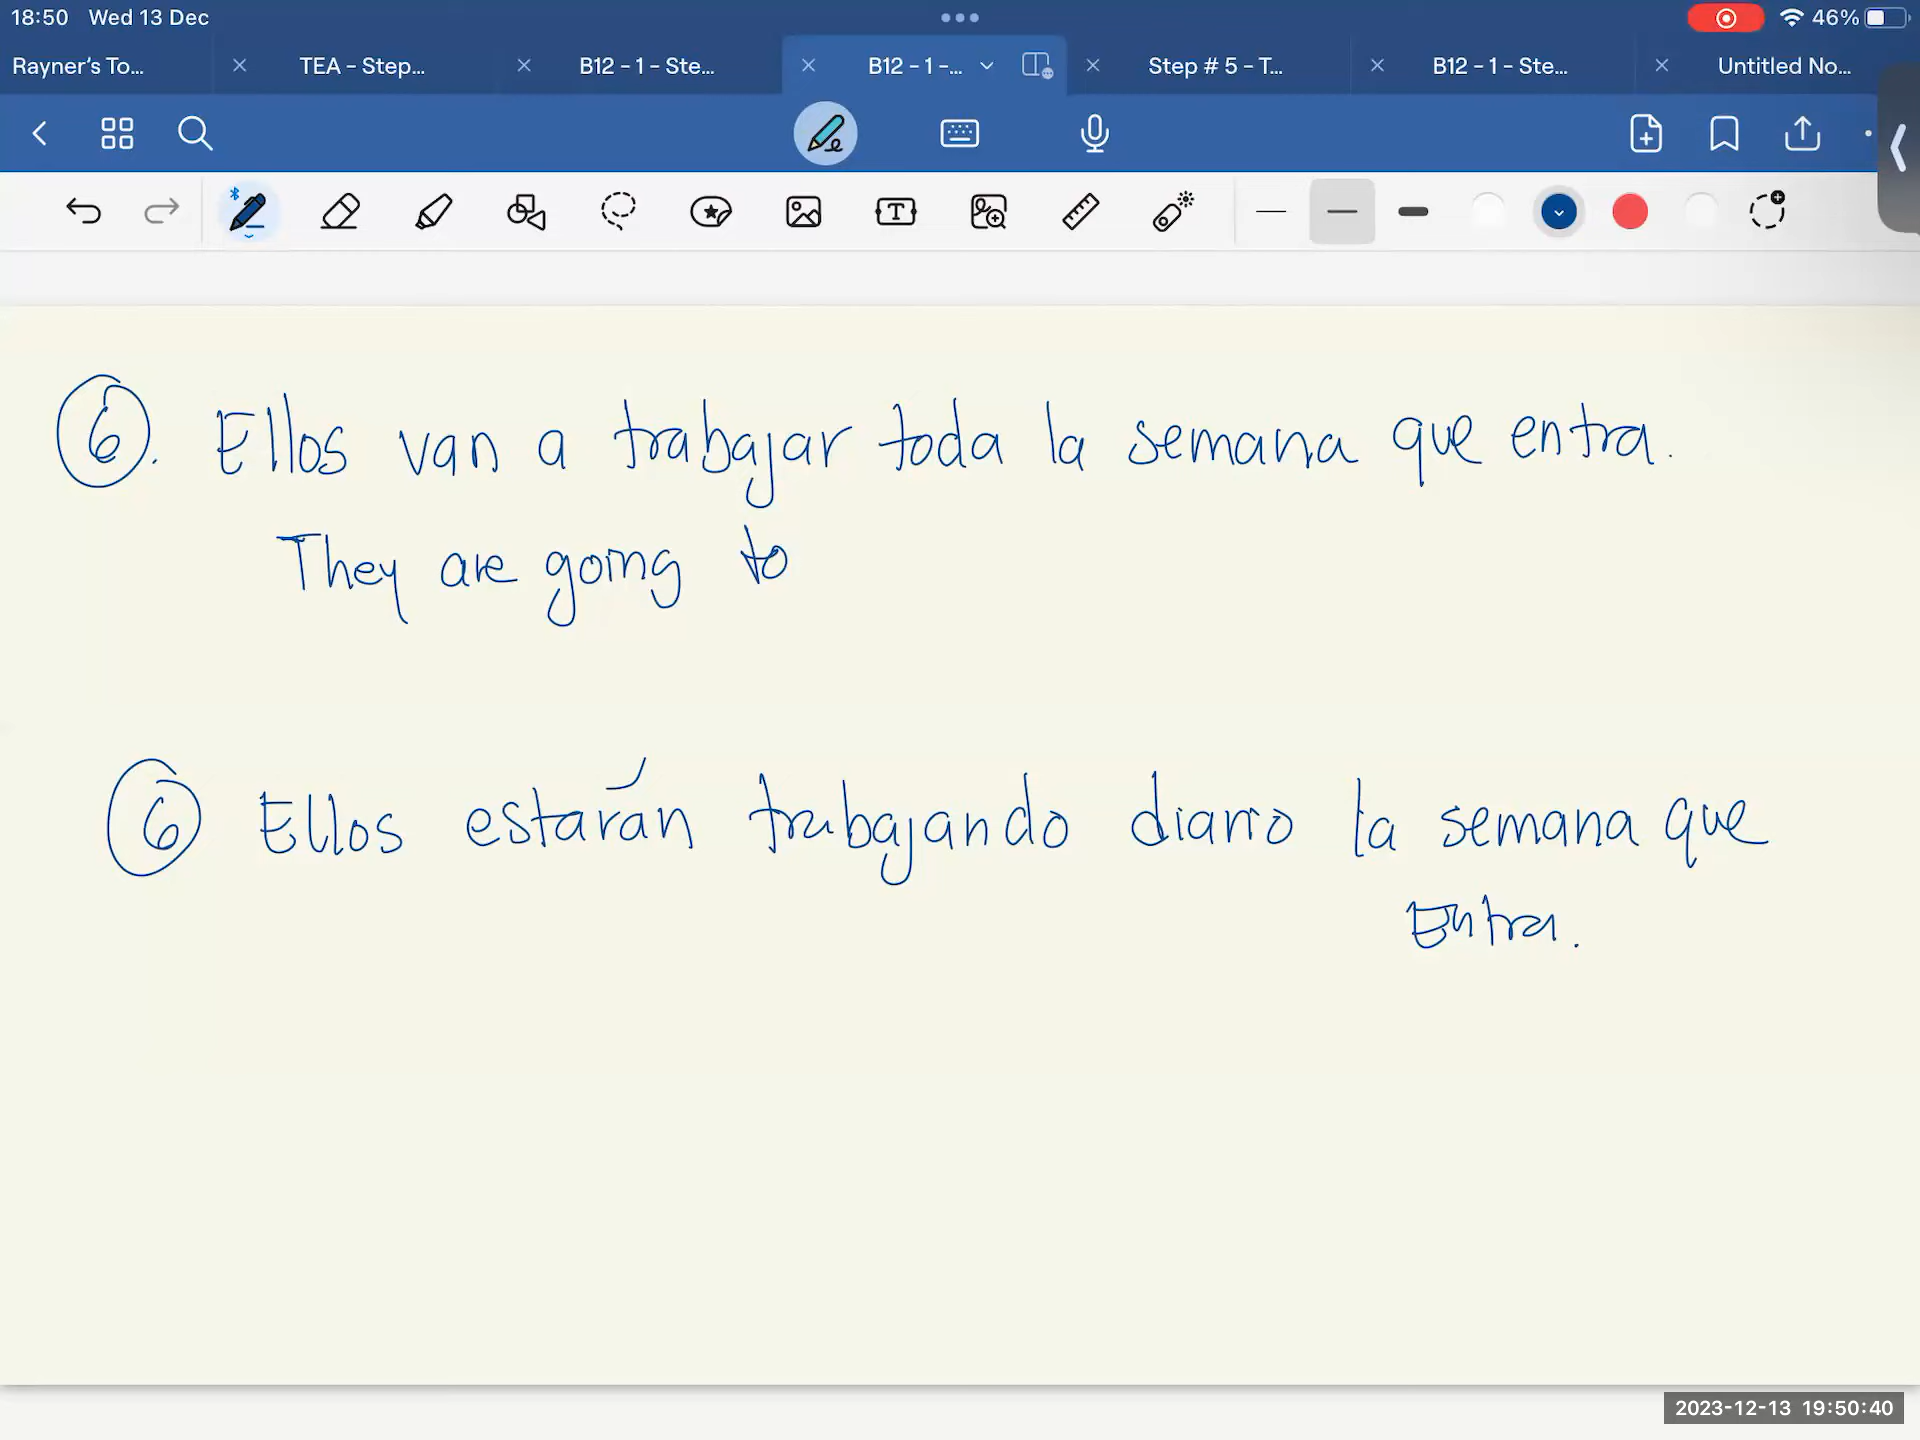 18:50 Wed 13 Dec
46%
Rayner's To...
TEA - Step...
B12 - 1 - Ste...
B12 - 1 -...
Step # 5 - T...
B12 - 1 - Ste...
Untitled No...
6. Ellos van a trabajar toda la semana que entra.
They are going to
6 Ellos estarán trabajando diario la semana que
Entra.
2023-12-13 19:50:40